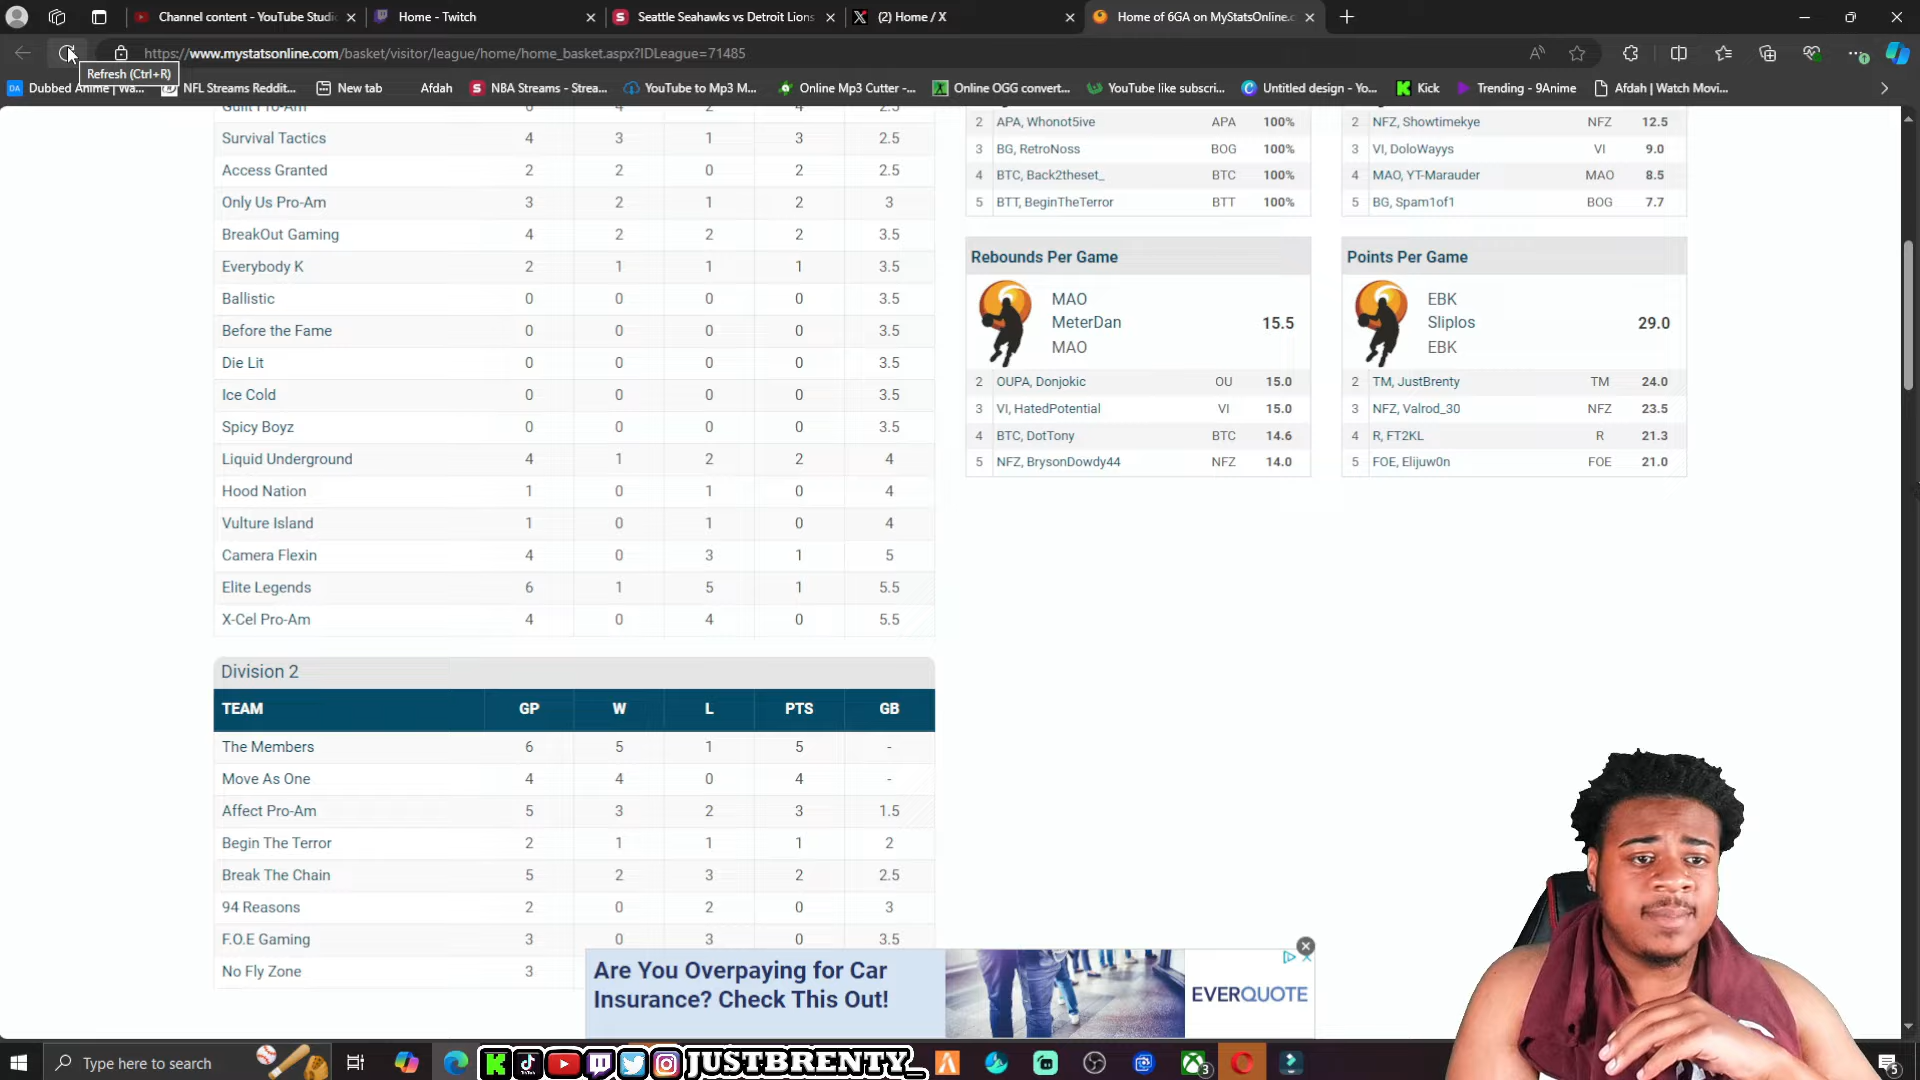 Channel content - YouTube Studi
Home - Twitch
Seattle Seahawks vs Detroit Lions
(2) Home / X
Home of 6GA on MyStatsOnline.c
https://www.mystatsonline.com/basket/visitor/league/home/home_basket.aspx?IDLeague=71485
Refresh (Ctrl+R)
Dubbed Anime | Wa...
NFL Streams Reddit...
New tab
Afdah
NBA Streams - Strea...
YouTube to Mp3 M...
Online Mp3 Cutter -...
Online OGG convert...
YouTube like subscri...
Untitled design - Yo...
Kick
Trending - 9Anime
Afdah | Watch Movi...
Guilt Pro-Am 6 4 2 4 2.5
Survival Tactics 4 3 1 3 2.5
Access Granted 2 2 0 2 2.5
Only Us Pro-Am 3 2 1 2 3
BreakOut Gaming 4 2 2 2 3.5
Everybody K 2 1 1 1 3.5
Ballistic 0 0 0 0 3.5
Before the Fame 0 0 0 0 3.5
Die Lit 0 0 0 0 3.5
Ice Cold 0 0 0 0 3.5
Spicy Boyz 0 0 0 0 3.5
Liquid Underground 4 1 2 2 4
Hood Nation 1 0 1 0 4
Vulture Island 1 0 1 0 4
Camera Flexin 4 0 3 1 5
Elite Legends 6 1 5 1 5.5
X-Cel Pro-Am 4 0 4 0 5.5
Division 2
TEAM GP W L PTS GB
The Members 6 5 1 5 -
Move As One 4 4 0 4 -
Affect Pro-Am 5 3 2 3 1.5
Begin The Terror 2 1 1 1 2
Break The Chain 5 2 3 2 2.5
94 Reasons 2 0 2 0 3
F.O.E Gaming 3 0 3 0 3.5
No Fly Zone 3
2 APA, Whonot5ive APA 100%
3 BG, RetroNoss BOG 100%
4 BTC, Back2theset_ BTC 100%
5 BTT, BeginTheTerror BTT 100%
2 NFZ, Showtimekye NFZ 12.5
3 VI, DoloWayys VI 9.0
4 MAO, YT-Marauder MAO 8.5
5 BG, Spam1of1 BOG 7.7
Rebounds Per Game
MAO
MeterDan 15.5
MAO
2 OUPA, Donjokic OU 15.0
3 VI, HatedPotential VI 15.0
4 BTC, DotTony BTC 14.6
5 NFZ, BrysonDowdy44 NFZ 14.0
Points Per Game
EBK
Sliplos 29.0
EBK
2 TM, JustBrenty TM 24.0
3 NFZ, Valrod_30 NFZ 23.5
4 R, FT2KL R 21.3
5 FOE, Elijuw0n FOE 21.0
Are You Overpaying for Car
Insurance? Check This Out!
EVERQUOTE
Type here to search
JUSTBRENTY_
3
5